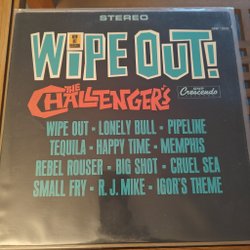 STEREO
WIPE OUT!
THE
CHALLENGERS
Crescendo
WIPE OUT • LONELY BULL • PIPELINE
TEQUILA • HAPPY TIME • MEMPHIS
REBEL ROUSER • BIG SHOT • CRUEL SEA
SMALL FRY • R. J. MIKE • IGOR'S THEME